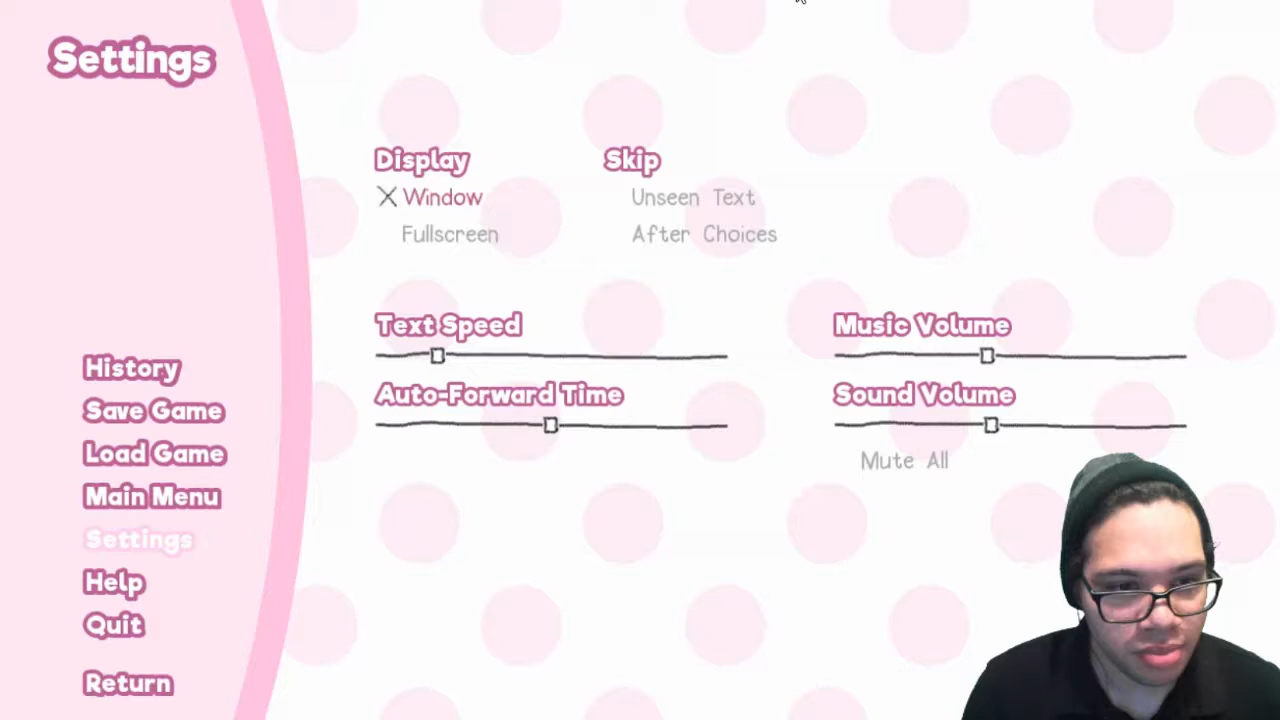 Settings
Display
Window
Fullscreen
Skip
Unseen Text
After Choices
Text Speed
Auto-Forward Time
Music Volume
Sound Volume
Mute All
History
Save Game
Load Game
Main Menu
Settings
Help
Quit
Return